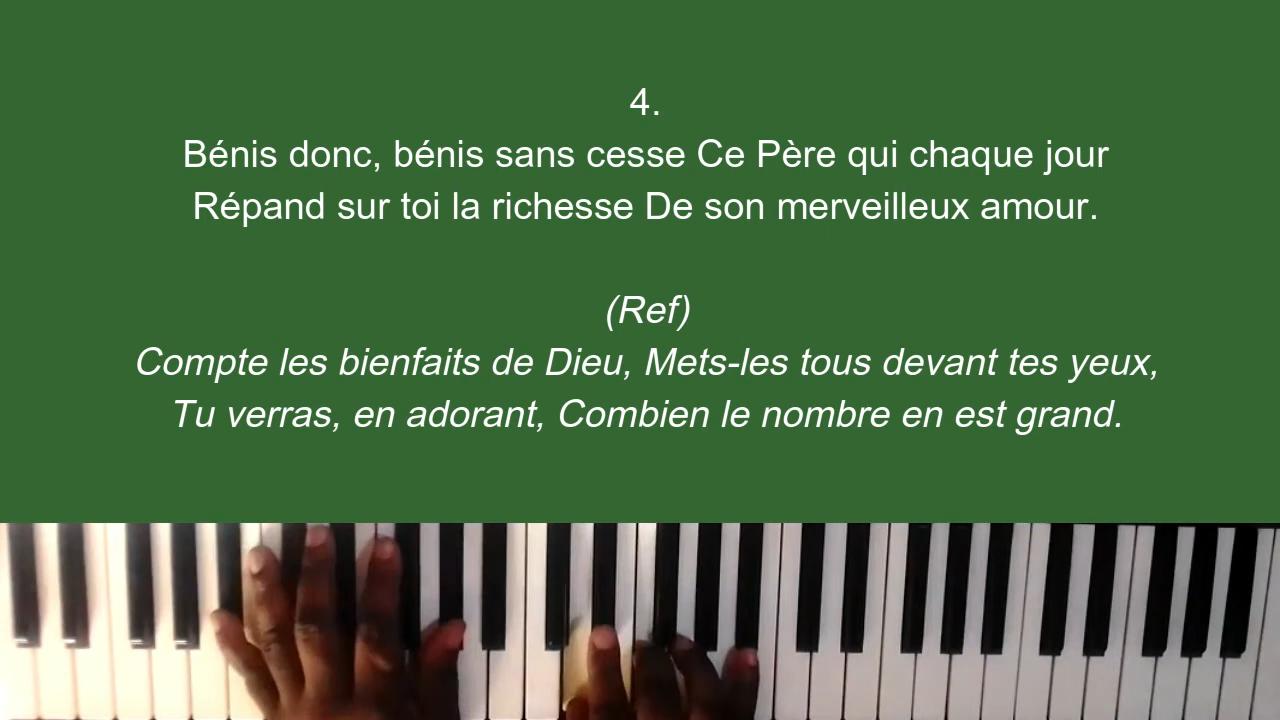 4.
Bénis donc, bénis sans cesse Ce Père qui chaque jour
Répand sur toi la richesse De son merveilleux amour.
(Ref)
Compte les bienfaits de Dieu, Mets-les tous devant tes yeux,
Tu verras, en adorant, Combien le nombre en est grand.